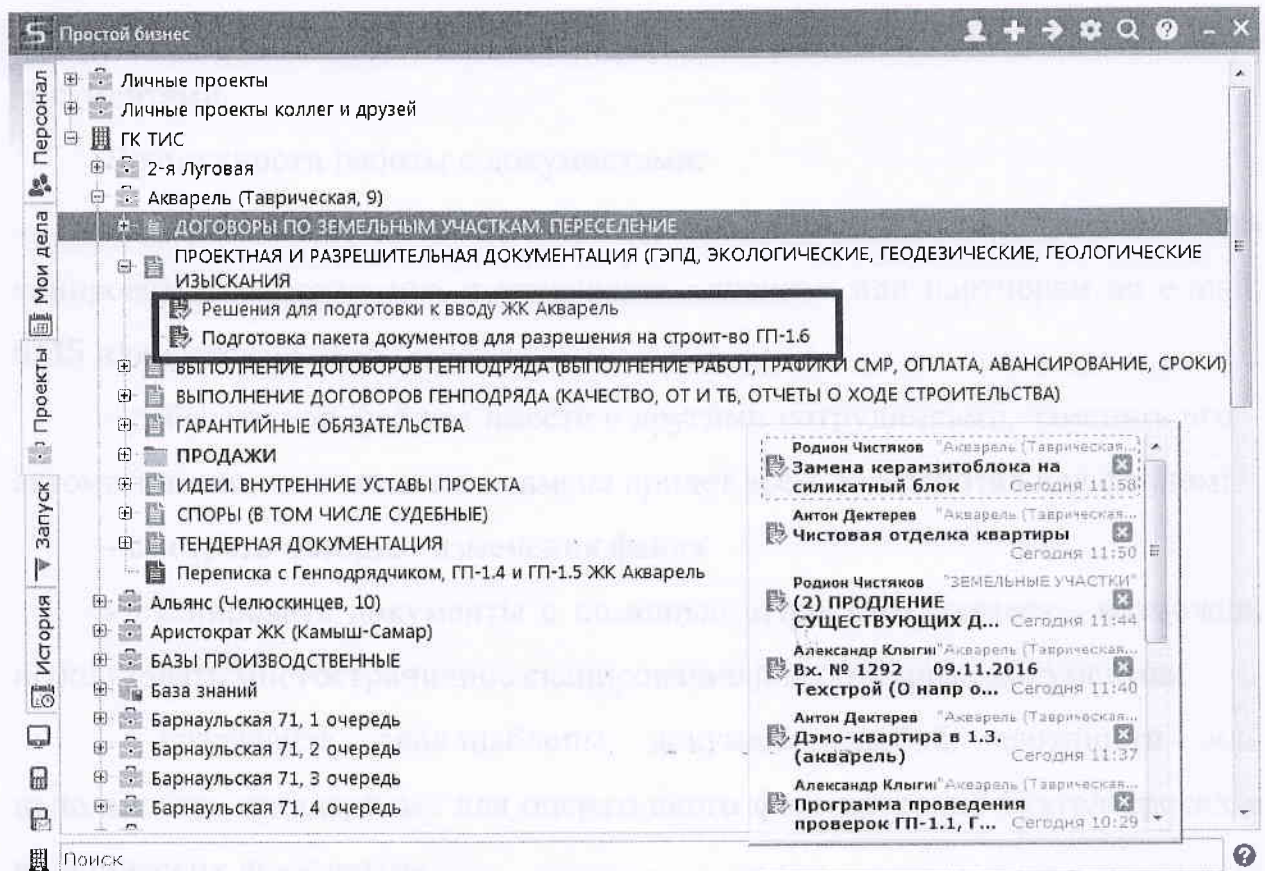 Простой бизнес
Персонал
Мои дела
Проекты
Запуск
История
Личные проекты
Личные проекты коллег и друзей
ГК ТИС
2-я Луговая
Акварель (Таврическая, 9)
ДОГОВОРЫ ПО ЗЕМЕЛЬНЫМ УЧАСТКАМ. ПЕРЕСЕЛЕНИЕ
ПРОЕКТНАЯ И РАЗРЕШИТЕЛЬНАЯ ДОКУМЕНТАЦИЯ (ГЭПД, ЭКОЛОГИЧЕСКИЕ, ГЕОДЕЗИЧЕСКИЕ, ГЕОЛОГИЧЕСКИЕ
ИЗЫСКАНИЯ
Решения для подготовки к вводу ЖК Акварель
Подготовка пакета документов для разрешения на строит-во ГП-1.6
ВЫПОЛНЕНИЕ ДОГОВОРОВ ГЕНПОДРЯДА (ВЫПОЛНЕНИЕ РАБОТ, ГРАФИКИ СМР, ОПЛАТА, АВАНСИРОВАНИЕ, СРОКИ)
ВЫПОЛНЕНИЕ ДОГОВОРОВ ГЕНПОДРЯДА (КАЧЕСТВО, ОТ И ТБ, ОТЧЕТЫ О ХОДЕ СТРОИТЕЛЬСТВА)
ГАРАНТИЙНЫЕ ОБЯЗАТЕЛЬСТВА
ПРОДАЖИ
ИДЕИ. ВНУТРЕННИЕ УСТАВЫ ПРОЕКТА
СПОРЫ (В ТОМ ЧИСЛЕ СУДЕБНЫЕ)
ТЕНДЕРНАЯ ДОКУМЕНТАЦИЯ
Переписка с Генподрядчиком, ГП-1.4 и ГП-1.5 ЖК Акварель
Альянс (Челюскинцев, 10)
Аристократ ЖК (Камыш-Самар)
БАЗЫ ПРОИЗВОДСТВЕННЫЕ
База знаний
Барнаульская 71, 1 очередь
Барнаульская 71, 2 очередь
Барнаульская 71, 3 очередь
Барнаульская 71, 4 очередь
Родион Чистяков "Акварель (Таврическая...
Замена керамзитоблока на
силикатный блок Сегодня 11:58
Антон Дектерев "Акварель (Таврическая...
Чистовая отделка квартиры
Сегодня 11:50
Родион Чистяков "ЗЕМЕЛЬНЫЕ УЧАСТКИ"
(2) ПРОДЛЕНИЕ
СУЩЕСТВУЮЩИХ Д... Сегодня 11:44
Александр Клыги "Акварель (Таврическая...
Вх. № 1292 09.11.2016
Техстрой (О напр о... Сегодня 11:40
Антон Дектерев "Акварель (Таврическая...
Дэмо-квартира в 1.3.
(акварель) Сегодня 11:37
Александр Клыги "Акварель (Таврическая...
Программа проведения
проверок ГП-1.1, Г... Сегодня 10:29
Поиск